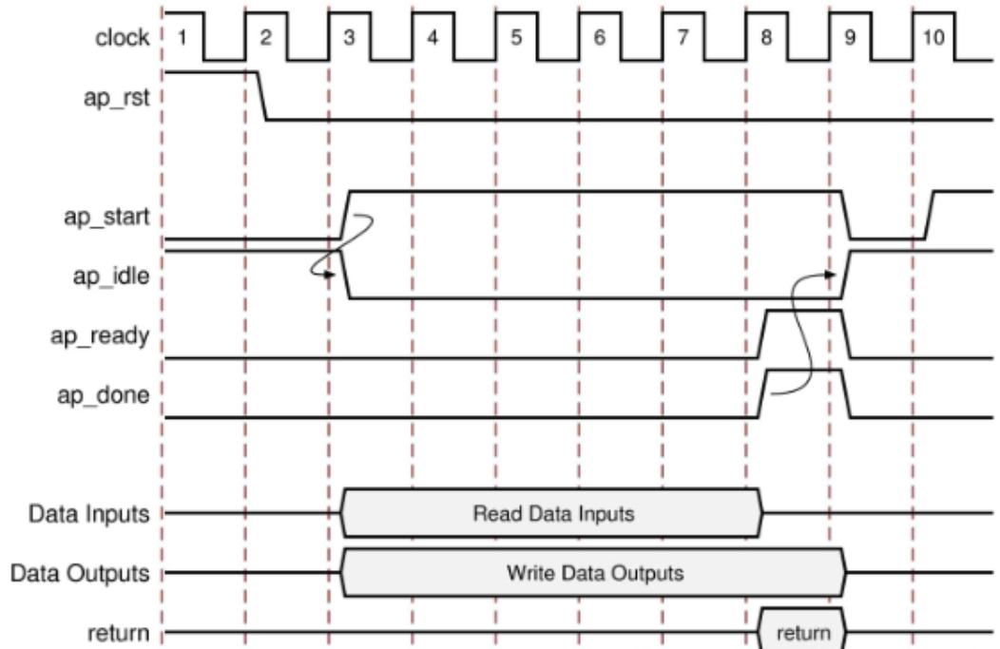 clock 1 2 3 4 5 6 7 8 9 10
ap_rst
ap_start
ap_idle
ap_ready
ap_done
Data Inputs Read Data Inputs
Data Outputs Write Data Outputs
return return